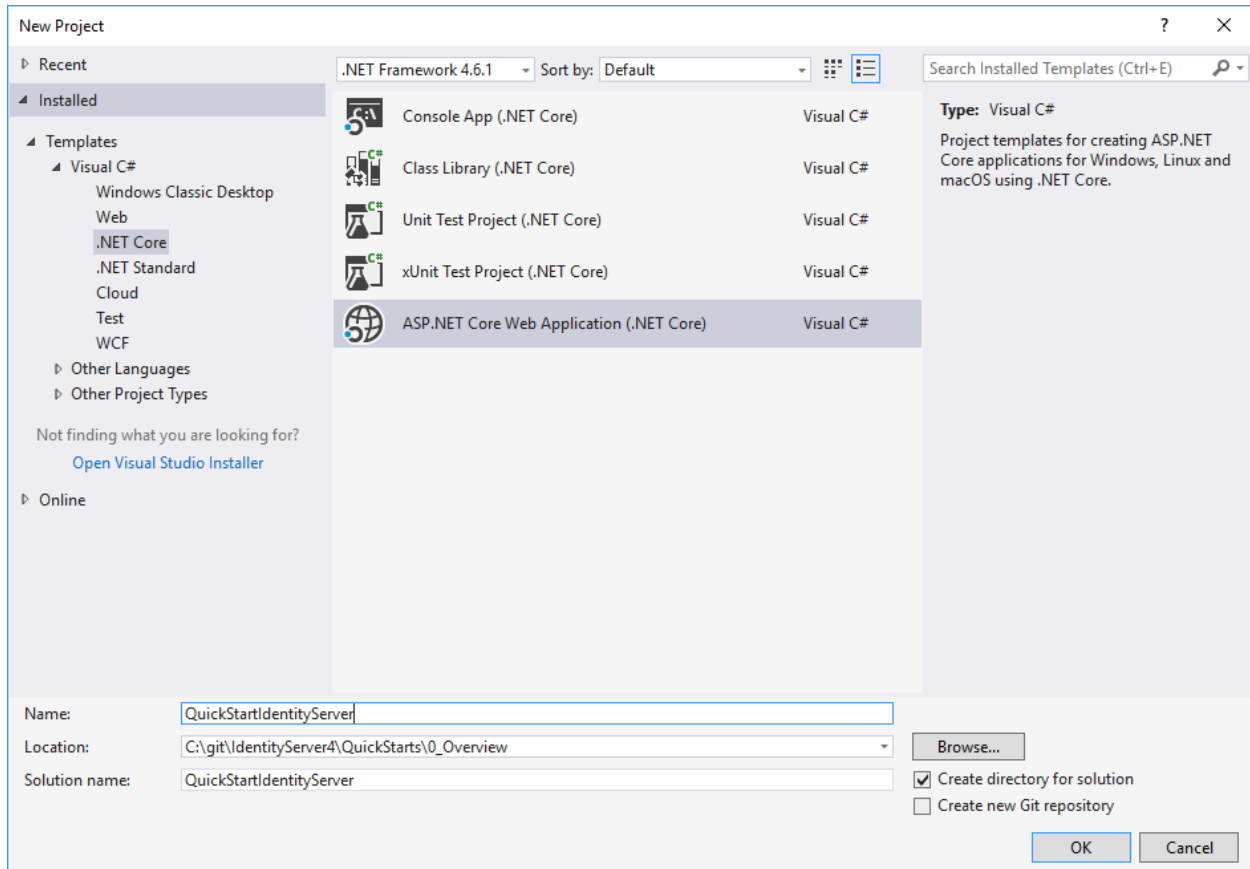 New Project
?
Recent
.NET Framework 4.6.1
Sort by:
Default
Search Installed Templates (Ctrl+E)
Installed
Templates
Visual C#
Windows Classic Desktop
Web
.NET Core
.NET Standard
Cloud
Test
WCF
Other Languages
Other Project Types
Not finding what you are looking for?
Open Visual Studio Installer
Online
Console App (.NET Core) Visual C#
C#
Class Library (.NET Core) Visual C#
C#
Unit Test Project (.NET Core) Visual C#
C#
xUnit Test Project (.NET Core) Visual C#
ASP.NET Core Web Application (.NET Core) Visual C#
Type: Visual C#
Project templates for creating ASP.NET
Core applications for Windows, Linux and
macOS using .NET Core.
Name: QuickStartIdentityServer
Location: C:\git\IdentityServer4\QuickStarts\0_Overview
Browse...
Solution name: QuickStartIdentityServer
Create directory for solution
Create new Git repository
OK
Cancel